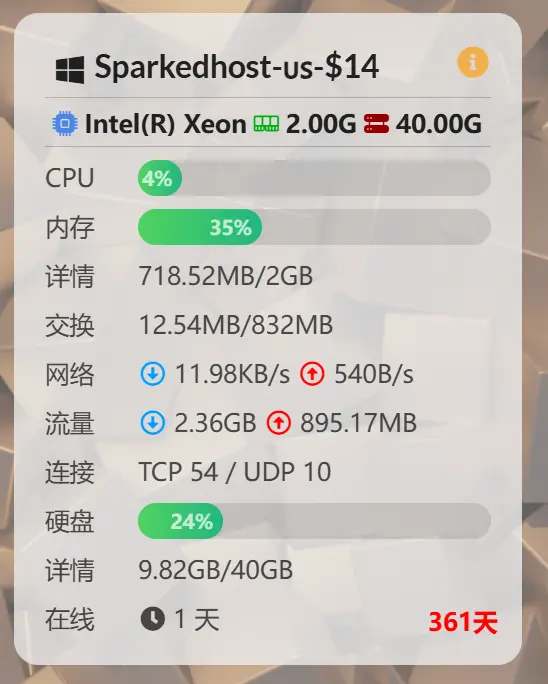 Sparkedhost-us-$14
Intel(R) Xeon 2.00G 40.00G
CPU 4%
内存 35%
详情 718.52MB/2GB
交换 12.54MB/832MB
网络 11.98KB/s 540B/s
流量 2.36GB 895.17MB
连接 TCP 54 / UDP 10
硬盘 24%
详情 9.82GB/40GB
在线 1 天 361天